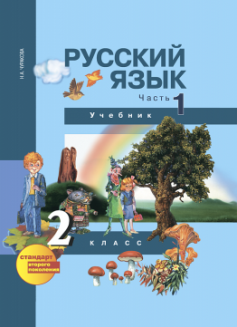 Н.А. ЧУРАКОВА
РУССКИЙ
ЯЗЫК
Часть 1
Учебник
2
КЛАСС
стандарт
второго
поколения